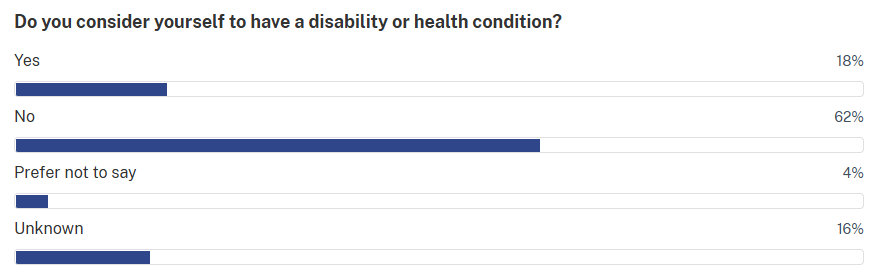 Do you consider yourself to have a disability or health condition?
Yes 18%
No 62%
Prefer not to say 4%
Unknown 16%